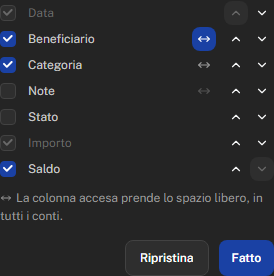 Data
Beneficiario
Categoria
Note
Stato
Importo
Saldo
↔ La colonna accesa prende lo spazio libero, in
tutti i conti.
Ripristina Fatto